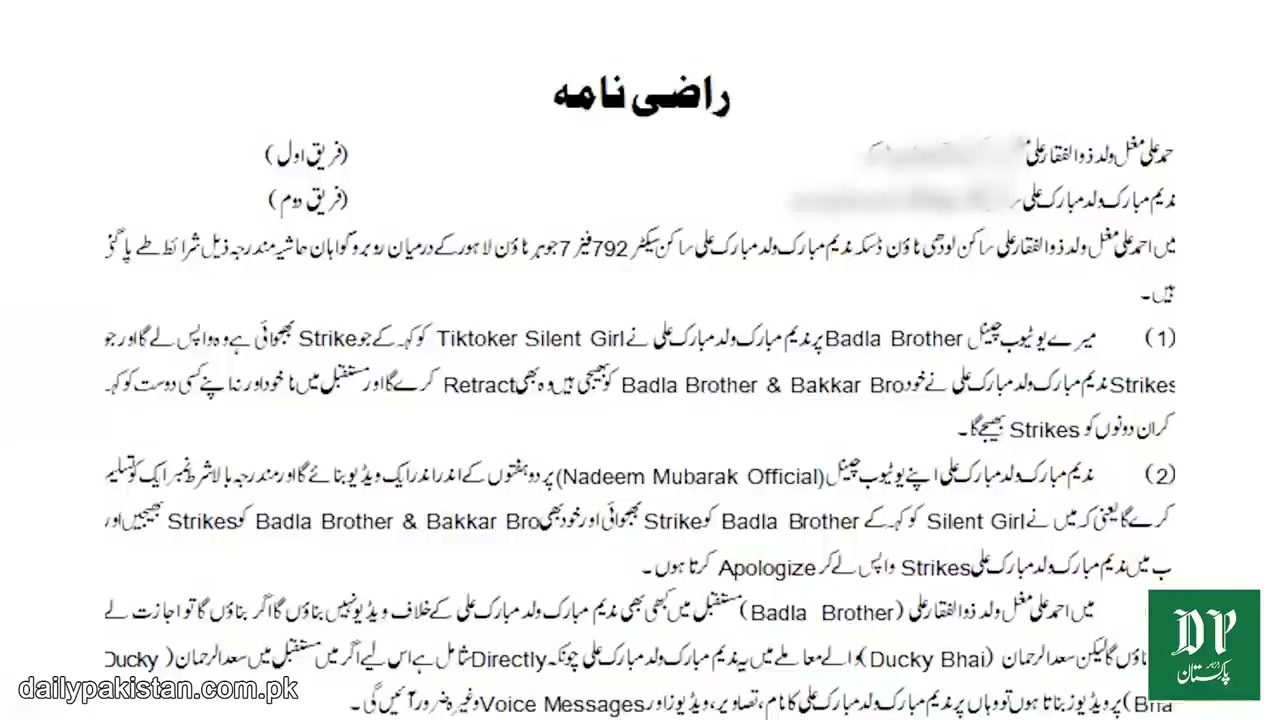 راضی نامہ
حمد علی مغل ولد ذوالفقار علی (فریق اول)
ندیم مبارک ولد مبارک علی (فریق دوم)
میں احمد علی مغل ولد ذوالفقار علی ساکن لودھی ٹاؤن ڈسکہ ندیم مبارک ولد مبارک علی ساکن سیکٹر 792 فیز 7 جوہر ٹاؤن لاہور کے درمیان روبرو گواہان حاشیہ مندرجہ ذیل شرائط طے پا گئ
ہیں۔
(1) میرے یوٹیوب چینل Badla Brother پر ندیم مبارک ولد مبارک علی نے Tiktoker Silent Girl کو کہہ کے جو Strike بھجوائی ہے وہ واپس لے گا اور جو
Strikes ندیم مبارک ولد مبارک علی نے خود Badla Brother & Bakkar Bro کو بھیجی ہیں وہ بھی Retract کرے گا اور مستقبل میں نا خود اور نا اپنے کسی دوست کو کہہ
کر ان دونوں کو Strikes بھیجے گا۔
(2) ندیم مبارک ولد مبارک علی اپنے یوٹیوب چینل (Nadeem Mubarak Official) پر دو ہفتوں کے اندر اندر ایک ویڈیو بنائے گا اور مندرجہ بالا شرط نمبر ایک کو تسلیم
کرے گا یعنی کہ میں نے Silent Girl کو کہہ کے Badla Brother کو Strike بھجوائی اور خود بھی Badla Brother & Bakkar Bro کو Strikes بھیجیں اور
ب میں ندیم مبارک ولد مبارک علی Strikes واپس لے کر Apologize کرتا ہوں۔
میں احمد علی مغل ولد ذوالفقار علی (Badla Brother) مستقبل میں کبھی بھی ندیم مبارک ولد مبارک علی کے خلاف ویڈیو نہیں بناؤں گا اگر بناؤں گا تو اجازت لے
بناؤں گا لیکن سعد الرحمان (Ducky Bhai) والے معاملے میں یہ ندیم مبارک ولد مبارک علی چونکہ Directly شامل ہے اس لیے اگر میں مستقبل میں سعد الرحمان (Ducky
Bha) پر ویڈیوز بناتا ہوں تو وہاں پر ندیم مبارک ولد مبارک علی کا نام، تصاویر، ویڈیوز اور Voice Messages وغیرہ ضرور آئیں گی۔
dailypakistan.com.pk
DP
پاکستان